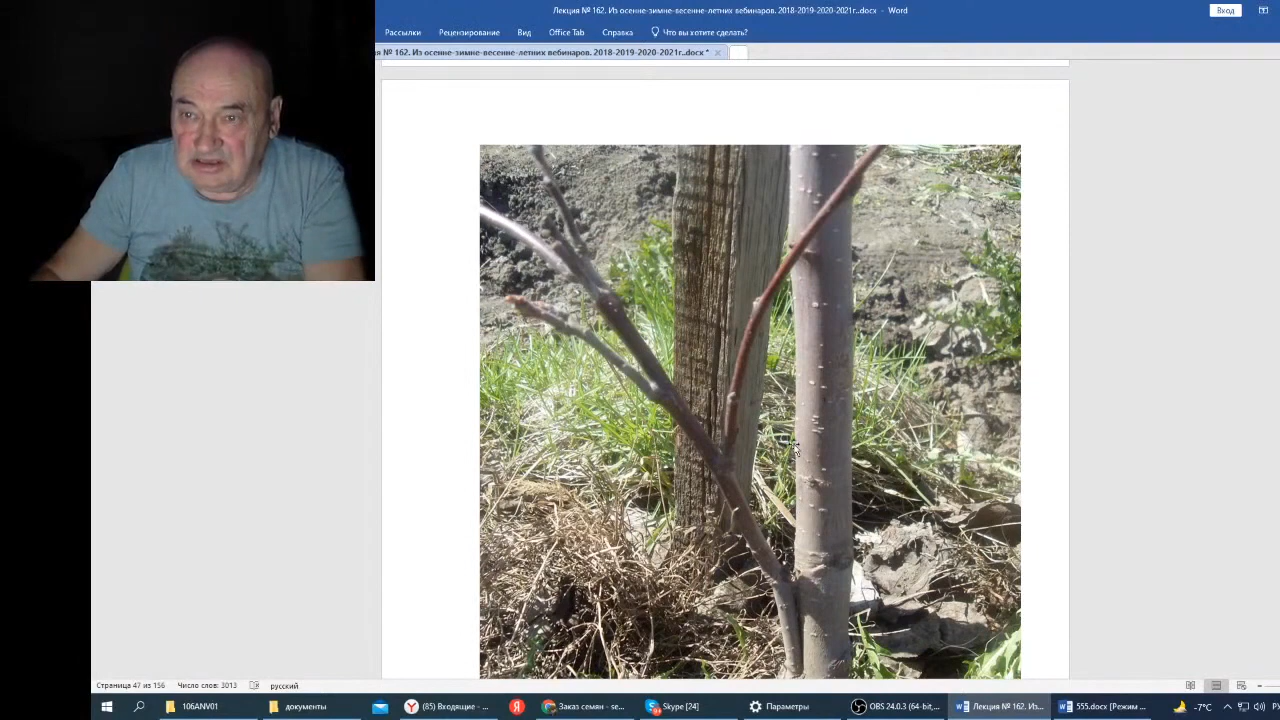 Лекция № 162. Из осенне-зимне-весенне-летних вебинаров. 2018-2019-2020-2021г..docx - Word
Вход
Рассылки Рецензирование Вид Office Tab Справка Что вы хотите сделать?
я № 162. Из осенне-зимне-весенне-летних вебинаров. 2018-2019-2020-2021г..docx *
Страница 47 из 156 Число слов: 3013 русский
106ANV01 документы (85) Входящие - ... Я Заказ семян - se... Skype [24] Параметры OBS 24.0.3 (64-bit,... Лекция № 162. Из... 555.docx [Режим ... -7°C 18:43